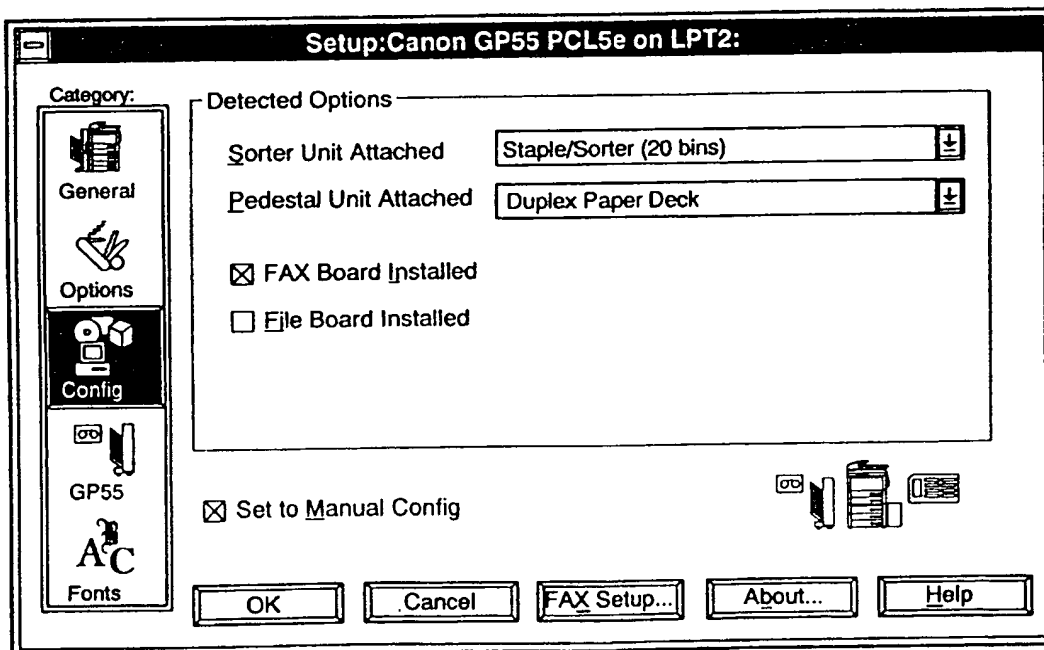 Setup:Canon GP55 PCL5e on LPT2:
Category:
General
Options
Config
GP55
Fonts
Detected Options
Sorter Unit Attached
Staple/Sorter (20 bins)
Pedestal Unit Attached
Duplex Paper Deck
FAX Board Installed
File Board Installed
Set to Manual Config
OK
Cancel
FAX Setup...
About...
Help